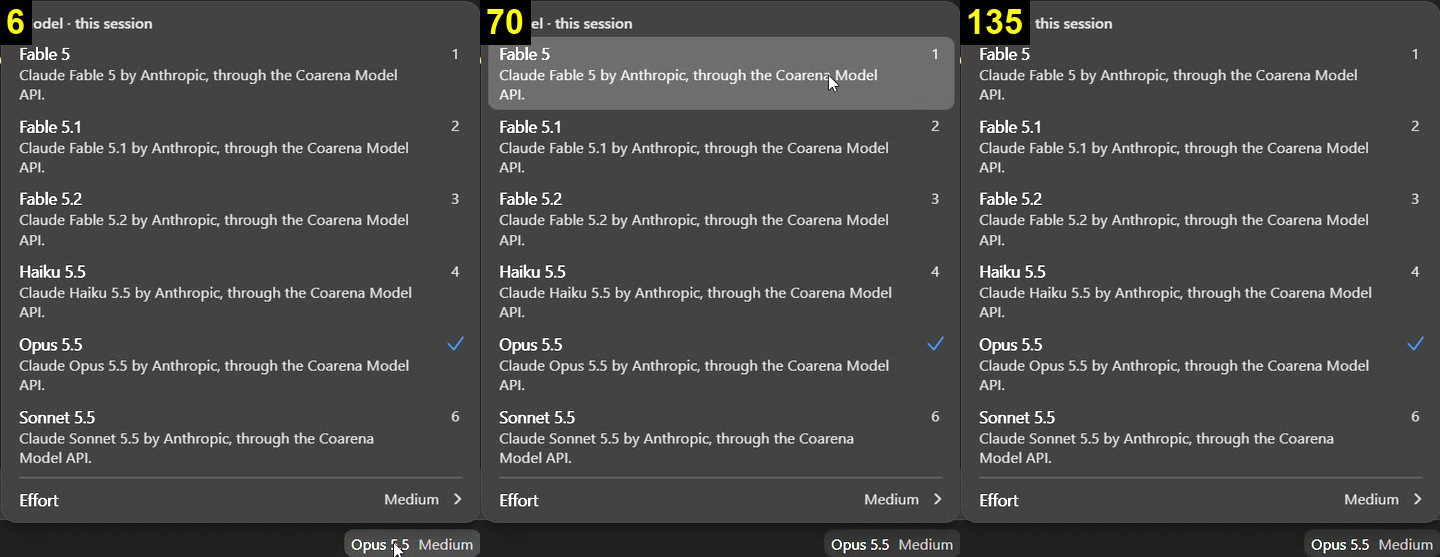 6
odel · this session
Fable 5 1
Claude Fable 5 by Anthropic, through the Coarena Model
API.
Fable 5.1 2
Claude Fable 5.1 by Anthropic, through the Coarena Model
API.
Fable 5.2 3
Claude Fable 5.2 by Anthropic, through the Coarena Model
API.
Haiku 5.5 4
Claude Haiku 5.5 by Anthropic, through the Coarena Model
API.
Opus 5.5
Claude Opus 5.5 by Anthropic, through the Coarena Model
API.
Sonnet 5.5 6
Claude Sonnet 5.5 by Anthropic, through the Coarena
Model API.
Effort Medium
Opus 5.5 Medium
70
el · this session
Fable 5 1
Claude Fable 5 by Anthropic, through the Coarena Model
API.
Fable 5.1 2
Claude Fable 5.1 by Anthropic, through the Coarena Model
API.
Fable 5.2 3
Claude Fable 5.2 by Anthropic, through the Coarena Model
API.
Haiku 5.5 4
Claude Haiku 5.5 by Anthropic, through the Coarena Model
API.
Opus 5.5
Claude Opus 5.5 by Anthropic, through the Coarena Model
API.
Sonnet 5.5 6
Claude Sonnet 5.5 by Anthropic, through the Coarena
Model API.
Effort Medium
Opus 5.5 Medium
135
· this session
Fable 5 1
Claude Fable 5 by Anthropic, through the Coarena Model
API.
Fable 5.1 2
Claude Fable 5.1 by Anthropic, through the Coarena Model
API.
Fable 5.2 3
Claude Fable 5.2 by Anthropic, through the Coarena Model
API.
Haiku 5.5 4
Claude Haiku 5.5 by Anthropic, through the Coarena Model
API.
Opus 5.5
Claude Opus 5.5 by Anthropic, through the Coarena Model
API.
Sonnet 5.5 6
Claude Sonnet 5.5 by Anthropic, through the Coarena
Model API.
Effort Medium
Opus 5.5 Medium